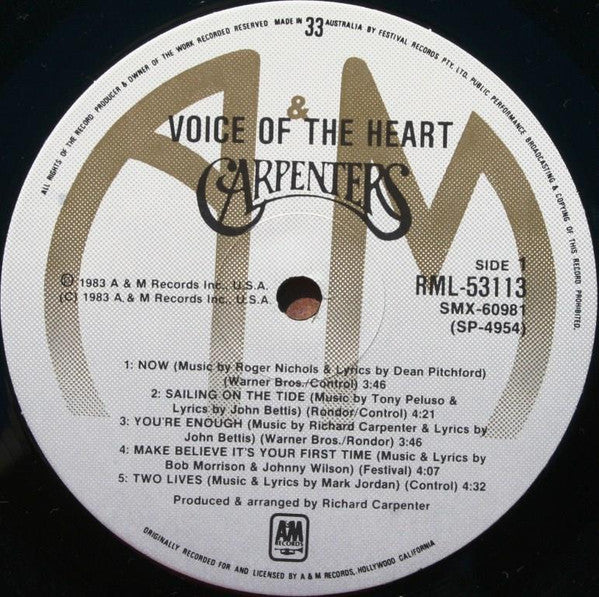 ALL RIGHTS OF THE RECORD PRODUCER & OWNER OF THE WORK RECORDED RESERVED MADE IN 33 AUSTRALIA BY FESTIVAL RECORDS PTY. LTD. PUBLIC PERFORMANCE BROADCASTING & COPYING OF THIS RECORD PROHIBITED.
A&M
VOICE OF THE HEART
CARPENTERS
SIDE 1
RML-53113
SMX-60981
(SP-4954)
Ⓟ 1983 A & M Records Inc., U.S.A.
(C) 1983 A. & M Records Inc., U.S.A.
1: NOW (Music by Roger Nichols & Lyrics by Dean Pitchford)
(Warner Bros./Control) 3:46
2: SAILING ON THE TIDE (Music by Tony Peluso &
Lyrics by John Bettis) (Rondor/Control) 4:21
3: YOU'RE ENOUGH (Music by Richard Carpenter & Lyrics by
John Bettis) (Warner Bros./Rondor) 3:46
4: MAKE BELIEVE IT'S YOUR FIRST TIME (Music & Lyrics by
Bob Morrison & Johnny Wilson) (Festival) 4:07
5: TWO LIVES (Music & Lyrics by Mark Jordan) (Control) 4:32
Produced & arranged by Richard Carpenter
A&M
RECORDS
ORIGINALLY RECORDED FOR AND LICENSED BY A & M RECORDS, HOLLYWOOD CALIFORNIA